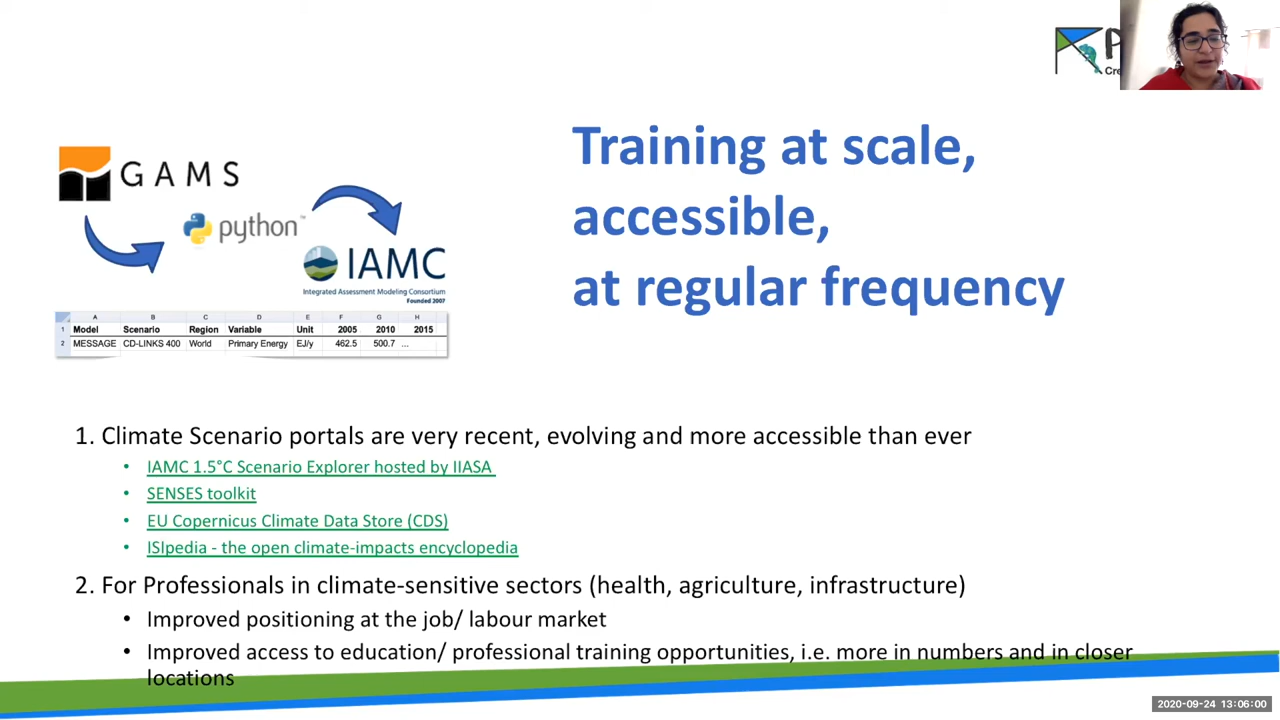 GAMS
python™
IAMC
Integrated Assessment Modeling Consortium
Founded 2007
A B C D E F G H
1 Model Scenario Region Variable Unit 2005 2010 2015
2 MESSAGE CD-LINKS 400 World Primary Energy EJ/y 462.5 500.7 ...
Training at scale,
accessible,
at regular frequency
1. Climate Scenario portals are very recent, evolving and more accessible than ever
• IAMC 1.5°C Scenario Explorer hosted by IIASA
• SENSES toolkit
• EU Copernicus Climate Data Store (CDS)
• ISIpedia - the open climate-impacts encyclopedia
2. For Professionals in climate-sensitive sectors (health, agriculture, infrastructure)
• Improved positioning at the job/ labour market
• Improved access to education/ professional training opportunities, i.e. more in numbers and in closer
locations
2020-09-24 13:06:00